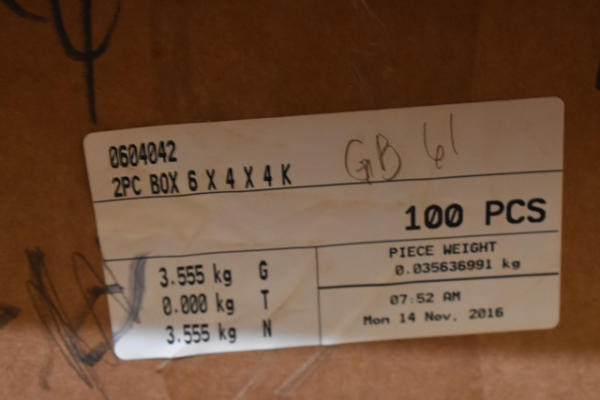 0604042
2PC BOX 6 X 4 X 4 K
GB 61
100 PCS
PIECE WEIGHT
0.035636991 kg
3.555 kg G
0.000 kg T
3.555 kg N
07:52 AM
Mon 14 Nov. 2016